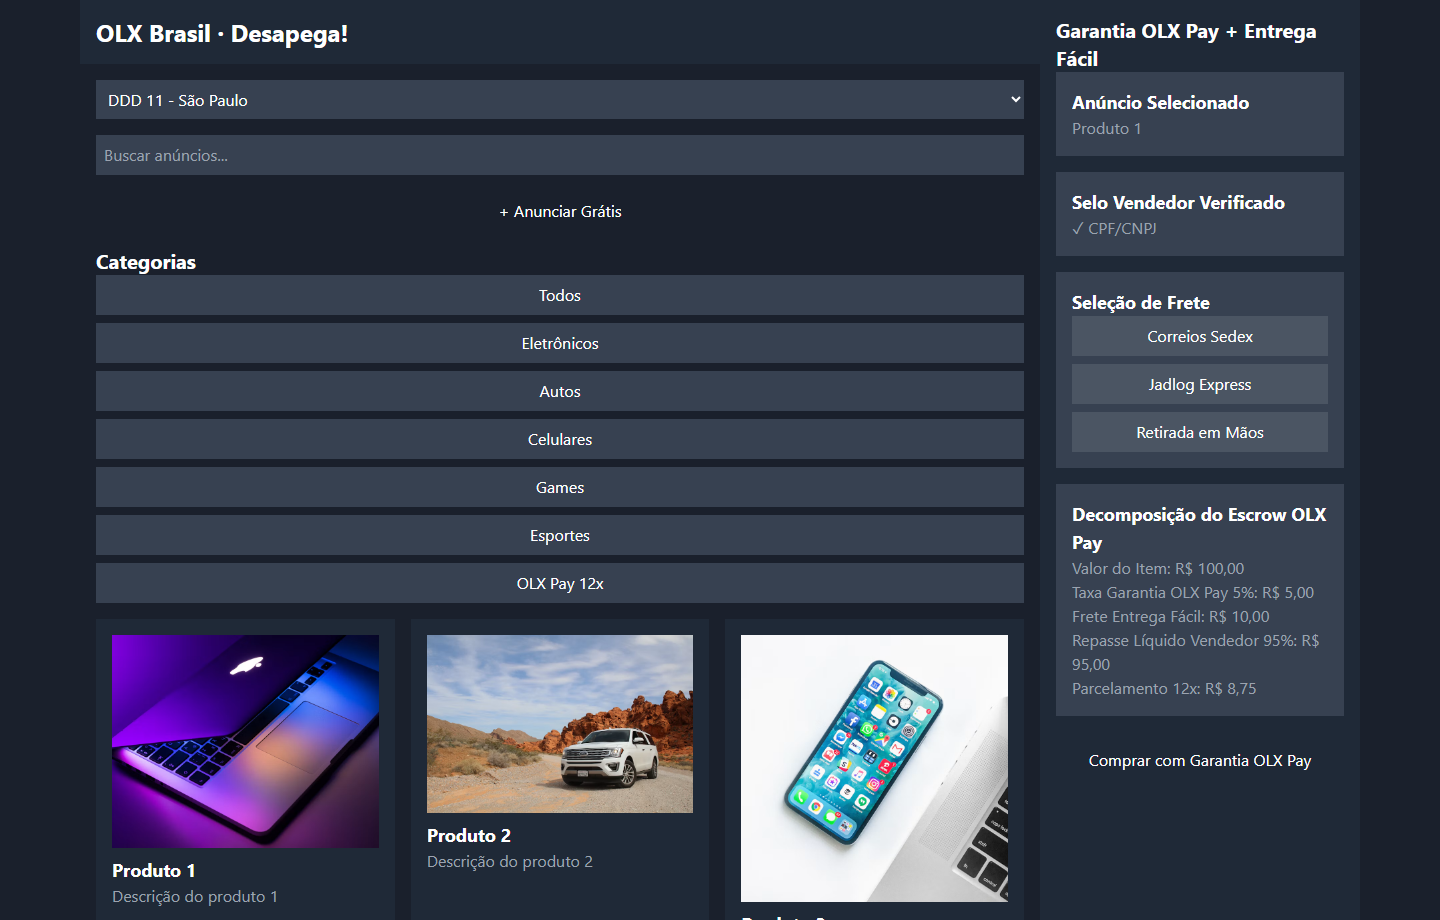 OLX Brasil · Desapega!
DDD 11 - São Paulo
Buscar anúncios...
+ Anunciar Grátis
Categorias
Todos
Eletrônicos
Autos
Celulares
Games
Esportes
OLX Pay 12x
Produto 1
Descrição do produto 1
Produto 2
Descrição do produto 2
Garantia OLX Pay + Entrega
Fácil
Anúncio Selecionado
Produto 1
Selo Vendedor Verificado
✓ CPF/CNPJ
Seleção de Frete
Correios Sedex
Jadlog Express
Retirada em Mãos
Decomposição do Escrow OLX
Pay
Valor do Item: R$ 100,00
Taxa Garantia OLX Pay 5%: R$ 5,00
Frete Entrega Fácil: R$ 10,00
Repasse Líquido Vendedor 95%: R$
95,00
Parcelamento 12x: R$ 8,75
Comprar com Garantia OLX Pay